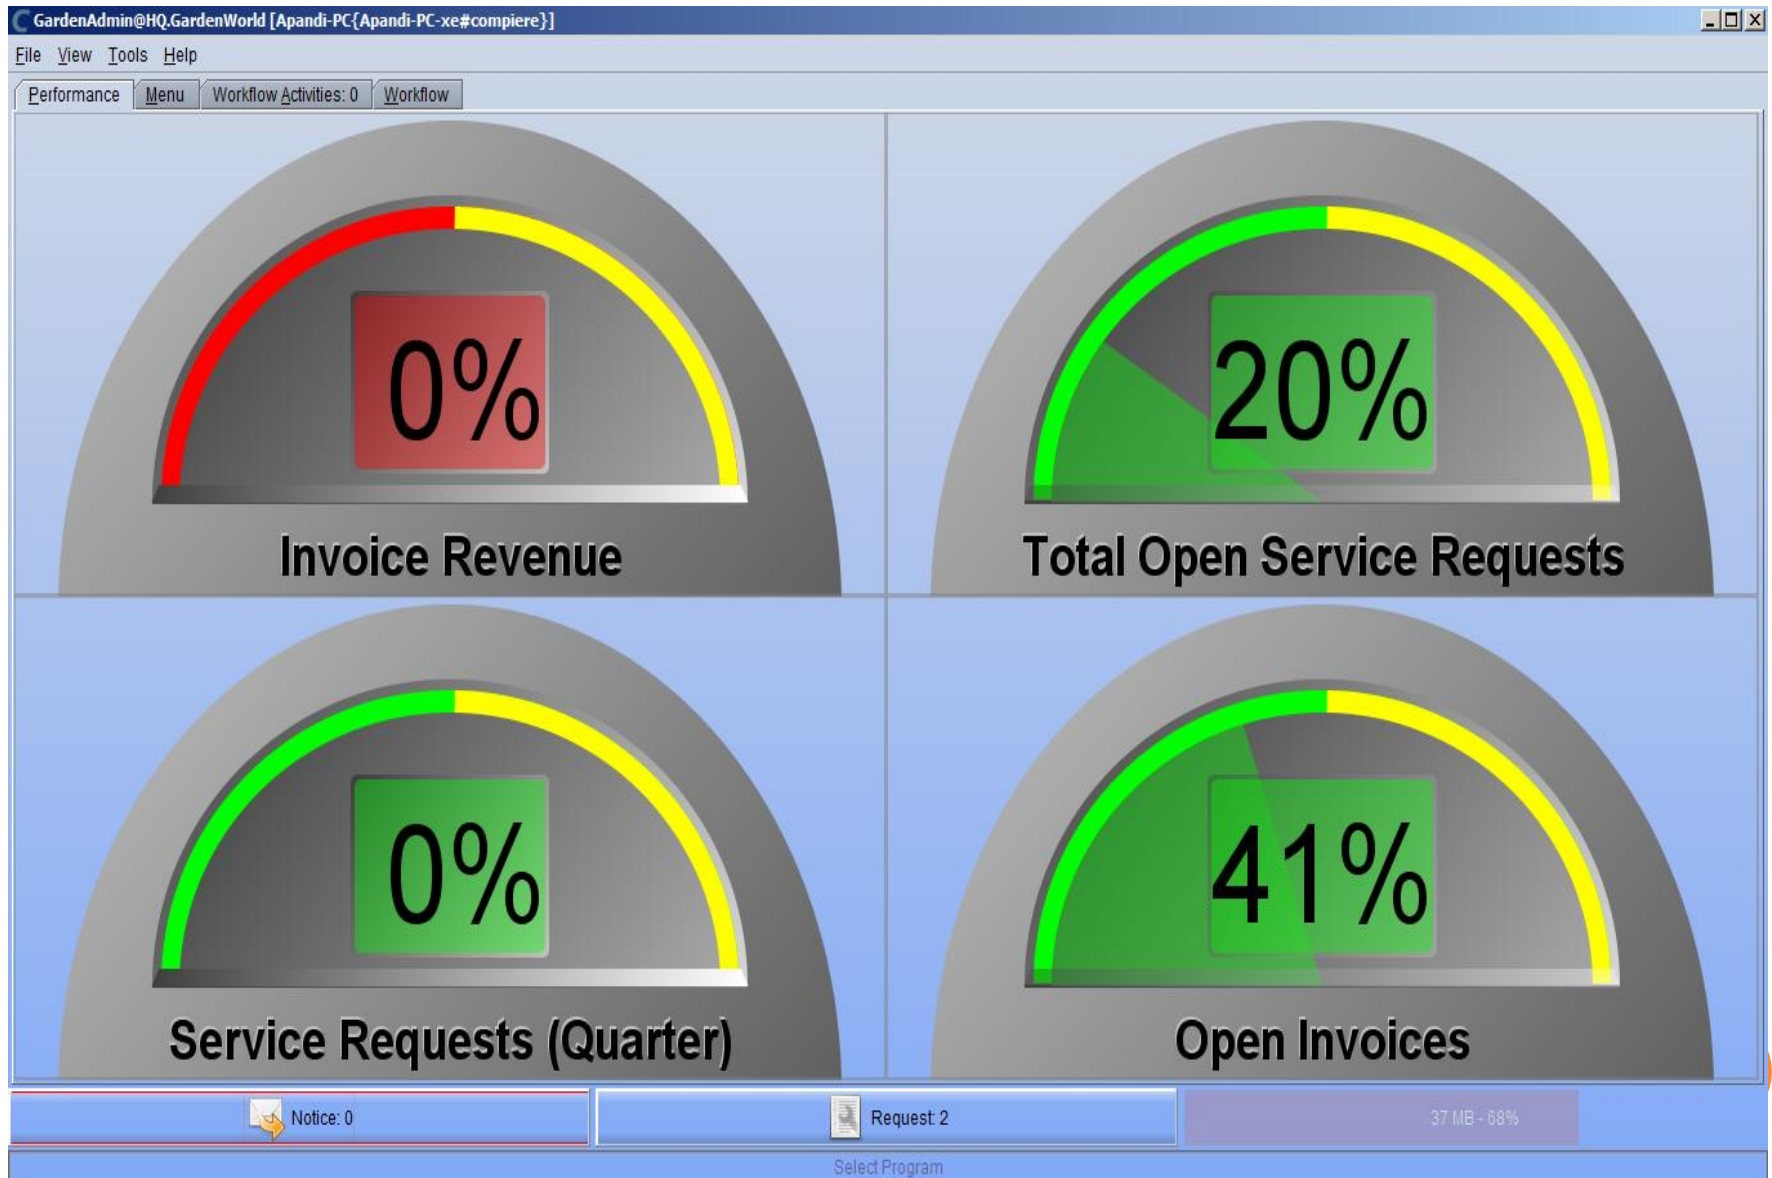 GardenAdmin@HQ.GardenWorld [Apandi-PC{Apandi-PC-xe#compiere}]
File View Tools Help
Performance Menu Workflow Activities: 0 Workflow
0%
Invoice Revenue
20%
Total Open Service Requests
0%
Service Requests (Quarter)
41%
Open Invoices
Notice: 0
Request: 2
37 MB - 68%
Select Program